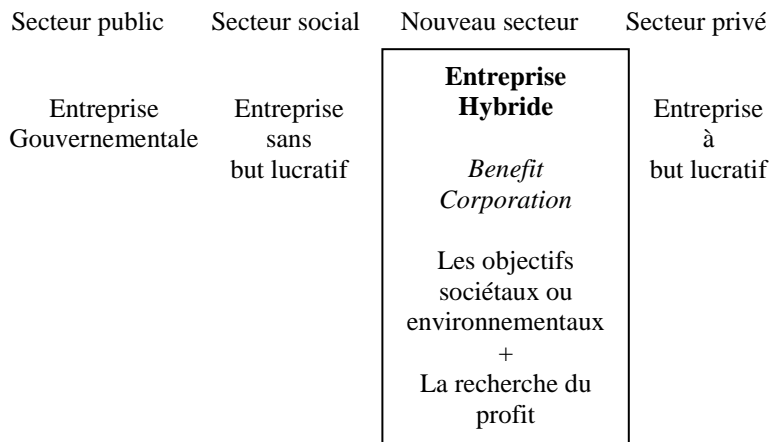 Secteur public
Secteur social
Nouveau secteur
Secteur privé
Entreprise
Gouvernementale
Entreprise
sans
but lucratif
Entreprise
Hybride
Benefit
Corporation
Les objectifs
sociétaux ou
environnementaux
+
La recherche du
profit
Entreprise
à
but lucratif